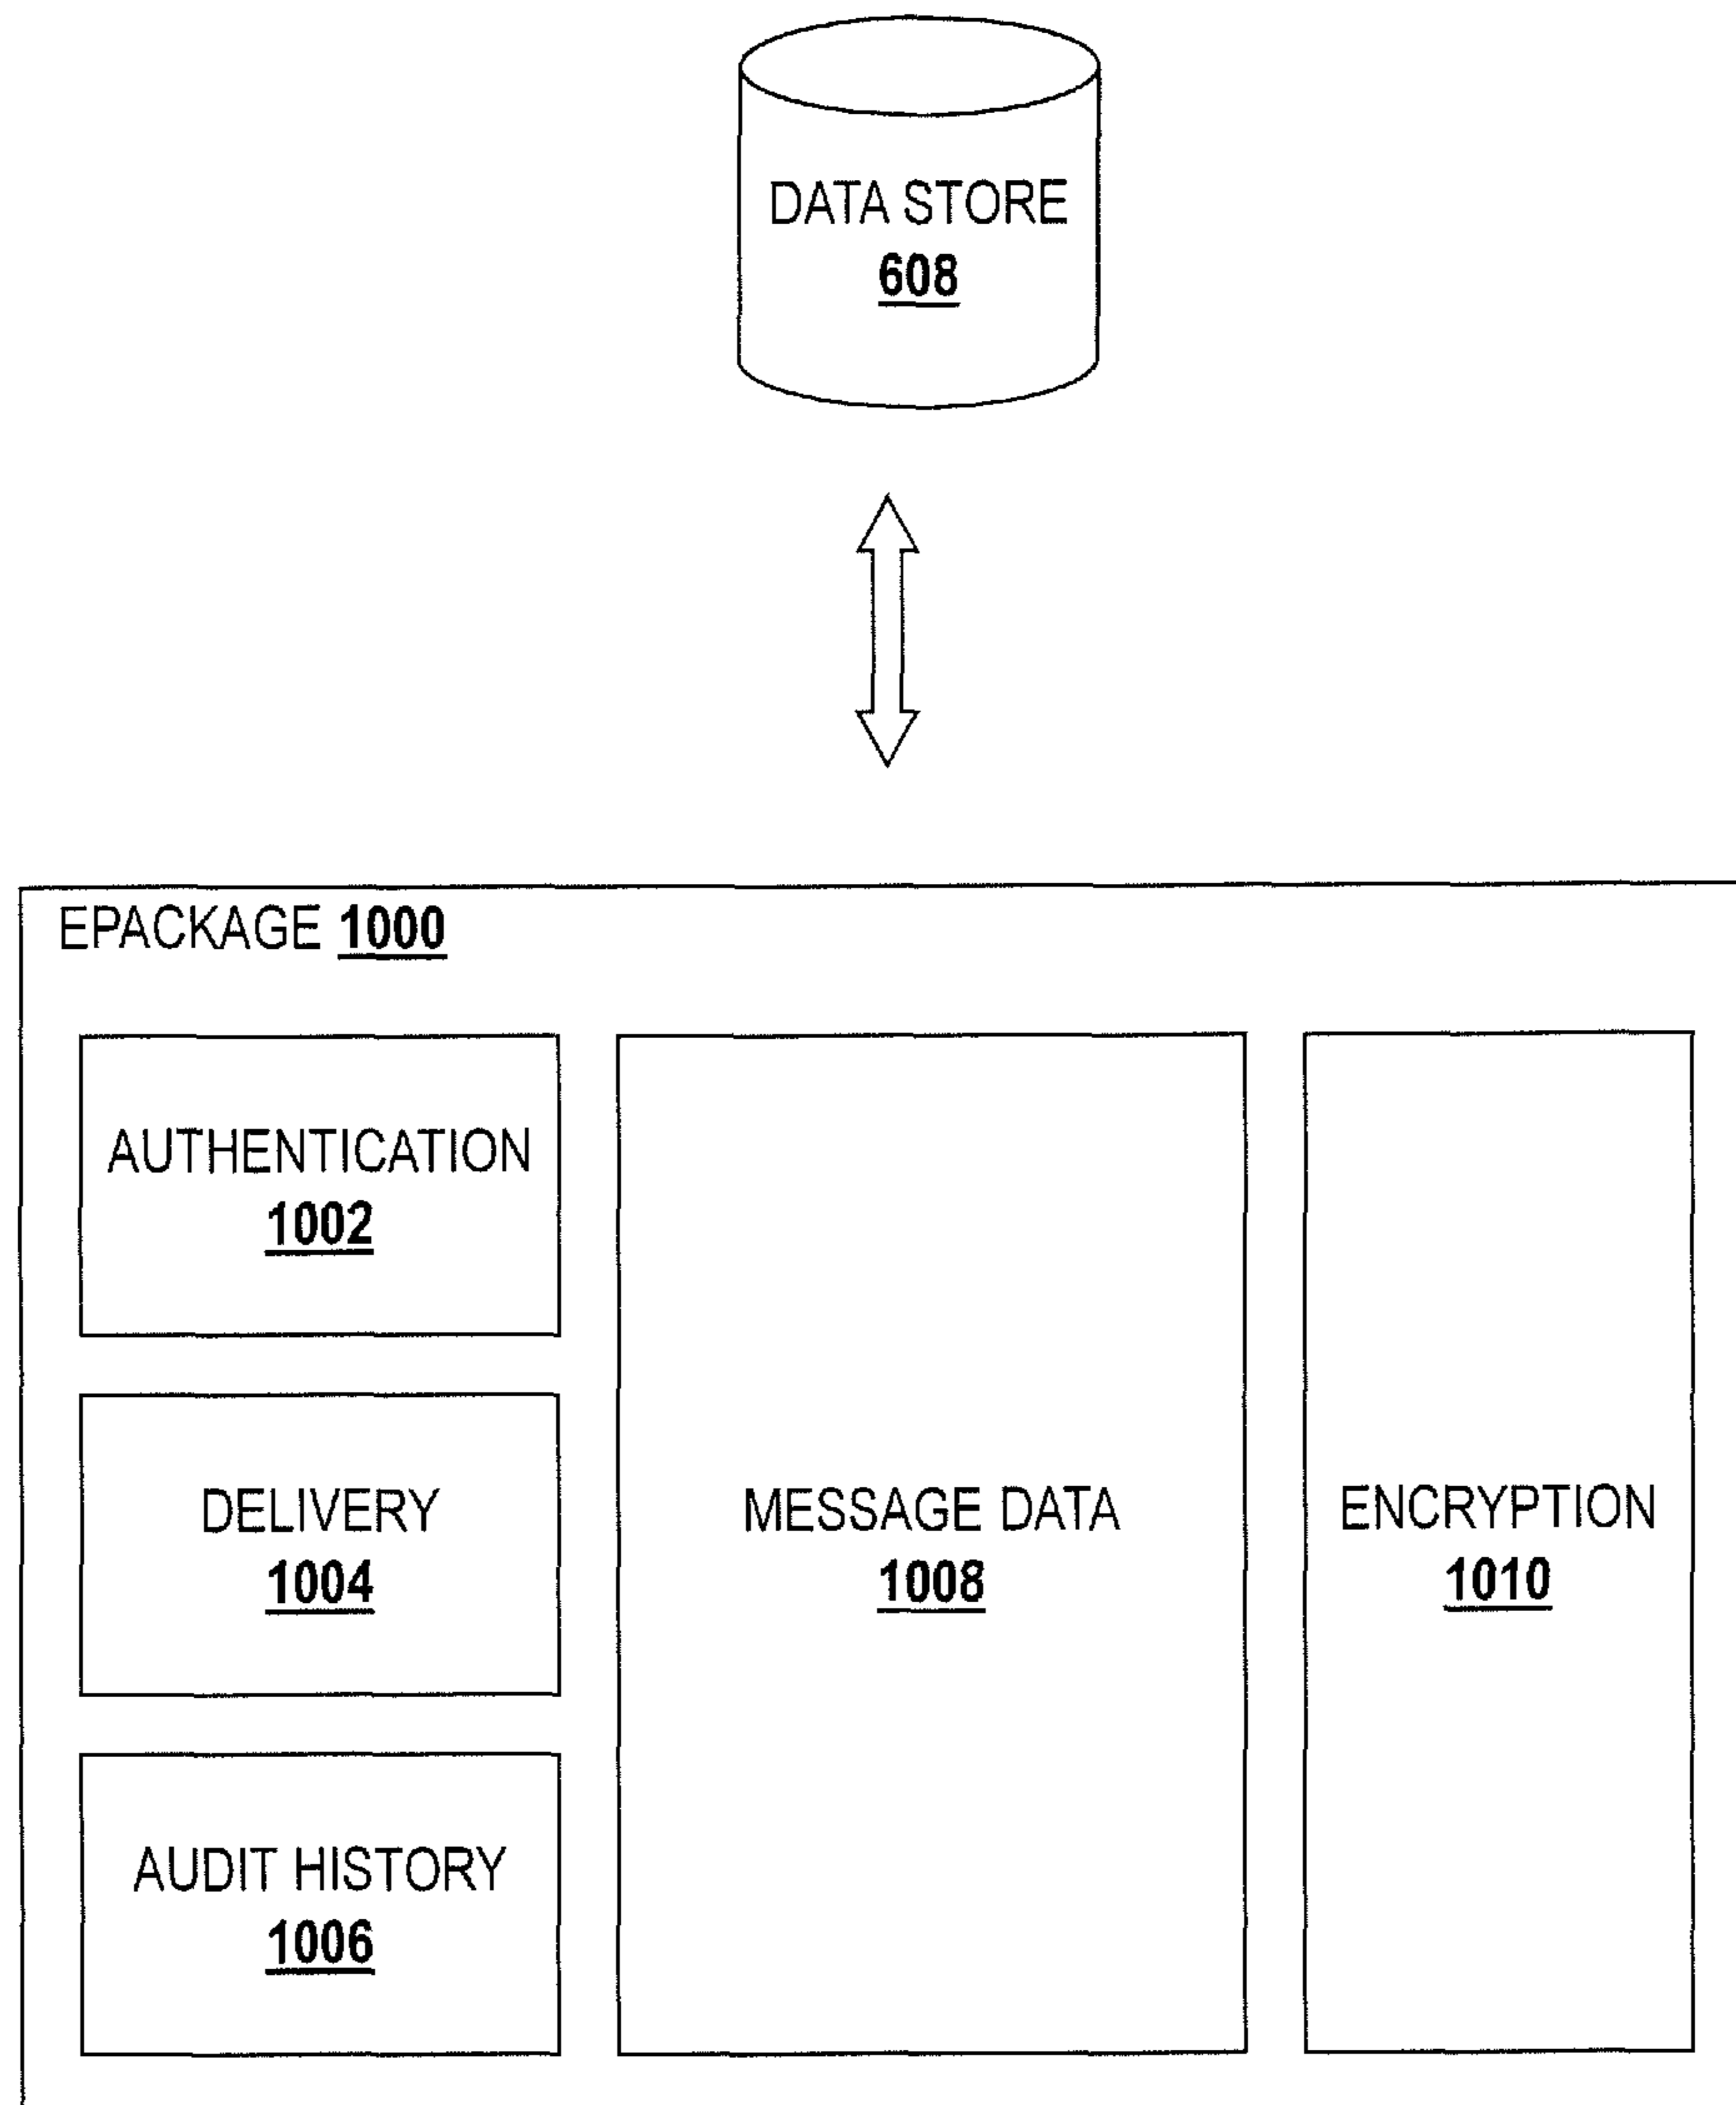 DATA STORE
608
EPACKAGE 1000
AUTHENTICATION
1002
DELIVERY
1004
AUDIT HISTORY
1006
MESSAGE DATA
1008
ENCRYPTION
1010